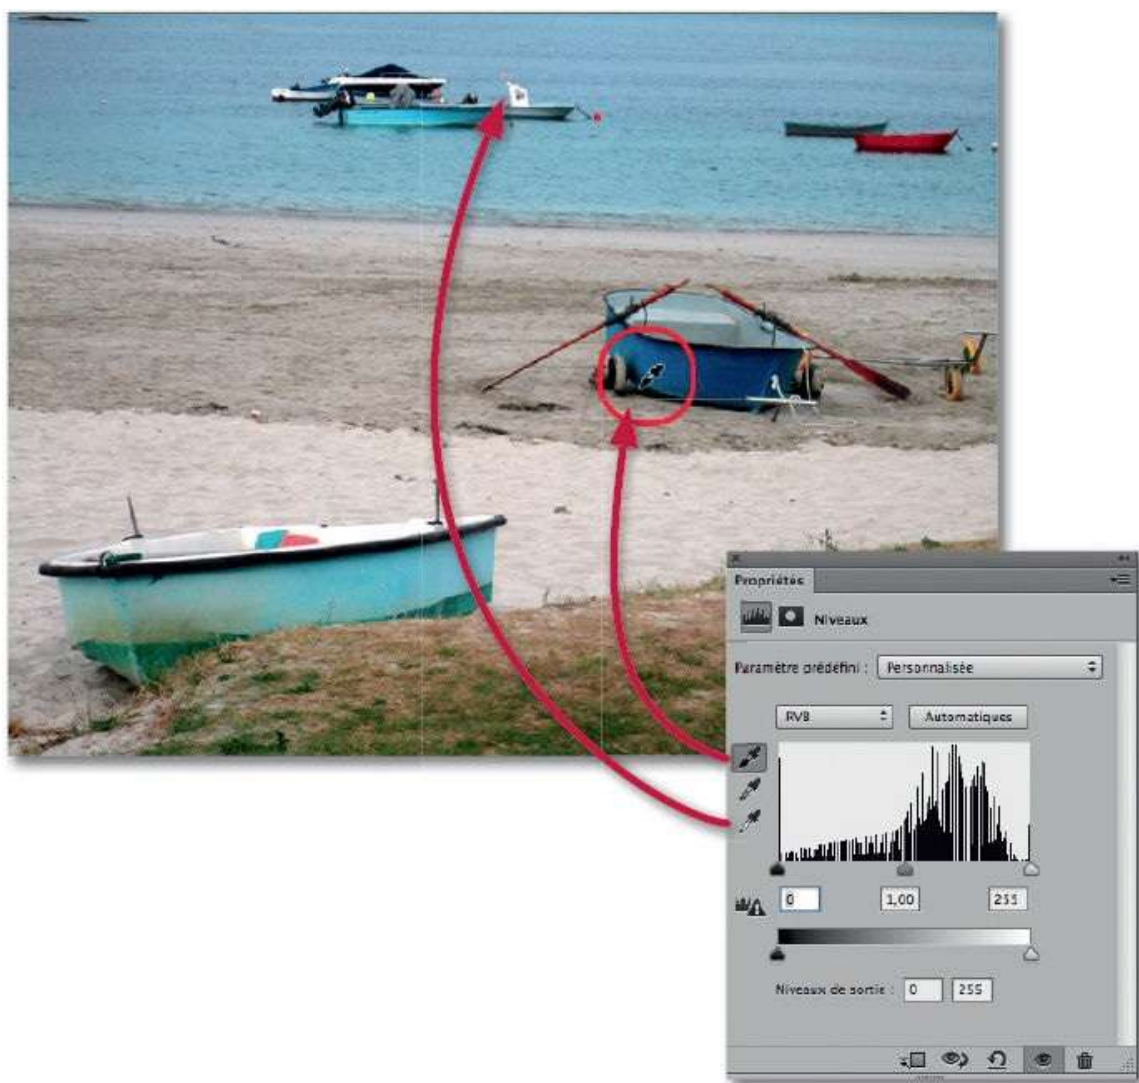 Propriétés
Niveaux
Paramètre prédéfini : Personnalisée
RVB Automatiques
0 1,00 255
Niveaux de sortie : 0 255